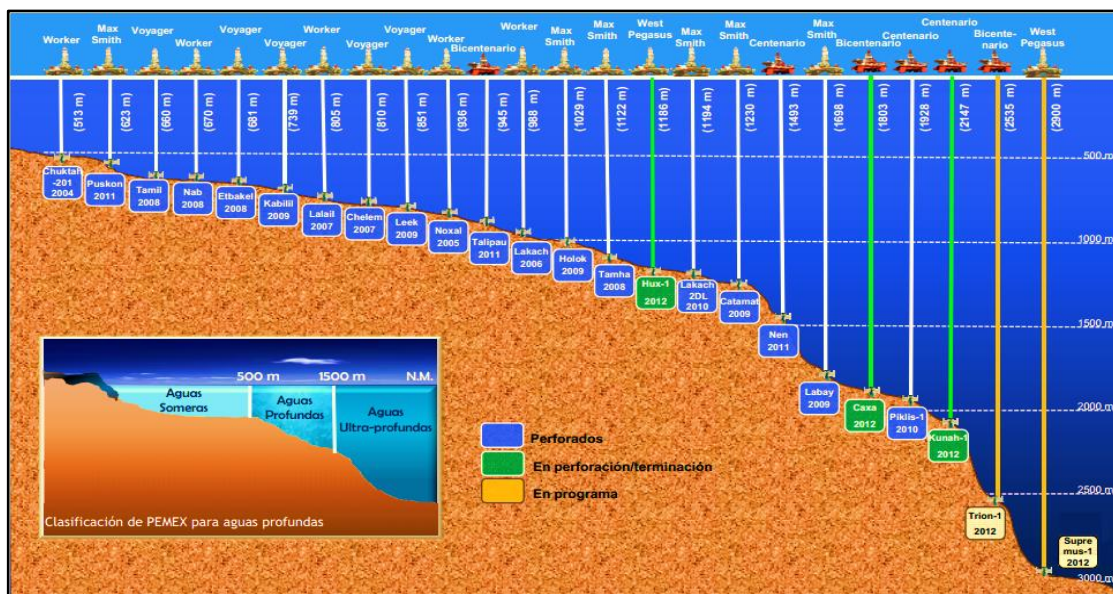 Worker
Max
Smith
Voyager
Worker
Voyager
Voyager
Worker
Voyager
Voyager
Worker
Bicentenario
Worker
Max
Smith
Max
Smith
West
Pegasus
Max
Smith
Max
Smith
Centenario
Max
Smith
Bicentenario
Centenario
Centenario
Bicente-
nario
West
Pegasus
(513 m)
(623 m)
(660 m)
(670 m)
(681 m)
(739 m)
(805 m)
(810 m)
(851 m)
(936 m)
(945 m)
(988 m)
(1029 m)
(1122 m)
(1186 m)
(1194 m)
(1230 m)
(1493 m)
(1698 m)
(1803 m)
(1928 m)
(2147 m)
(2535 m)
(2900 m)
500 m
1000 m
1500 m
2000 m
2500 m
3000 m
Chuktah
-201
2004
Puskon
2011
Tamil
2008
Nab
2008
Etbakel
2008
Kabilil
2009
Lalail
2007
Chelem
2007
Leek
2009
Noxal
2005
Talipau
2011
Lakach
2006
Holok
2009
Tamha
2008
Hux-1
2012
Lakach
2DL
2010
Catamat
2009
Nen
2011
Labay
2009
Caxa
2012
Piklis-1
2010
Kunah-1
2012
Trion-1
2012
Supre
mus-1
2012
500 m
1500 m
N.M.
Aguas
Someras
Aguas
Profundas
Aguas
Ultra-profundas
Clasificación de PEMEX para aguas profundas
Perforados
En perforación/terminación
En programa